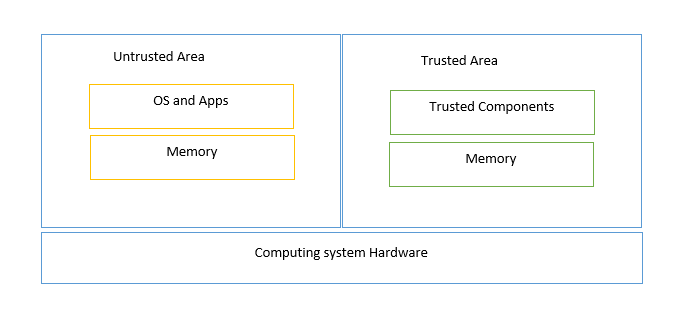 Untrusted Area
OS and Apps
Memory
Trusted Area
Trusted Components
Memory
Computing system Hardware